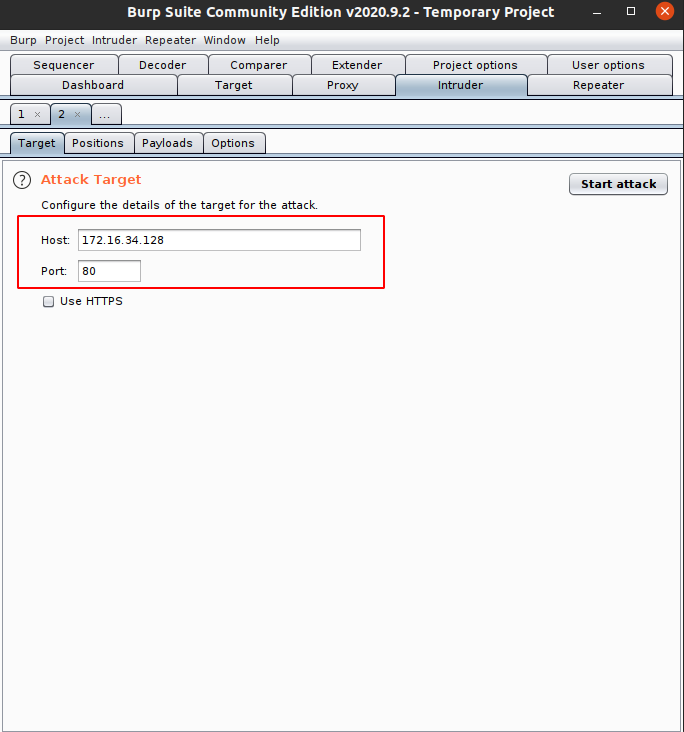 Burp Suite Community Edition v2020.9.2 - Temporary Project
Burp Project Intruder Repeater Window Help
Sequencer Decoder Comparer Extender Project options User options
Dashboard Target Proxy Intruder Repeater
1 × 2 × ...
Target Positions Payloads Options
? Attack Target
Start attack
Configure the details of the target for the attack.
Host: 172.16.34.128
Port: 80
Use HTTPS